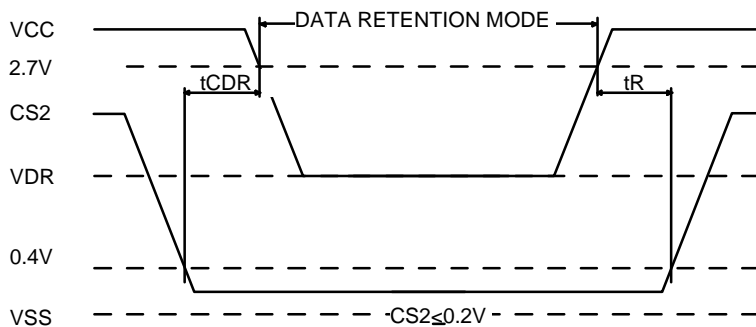 DATA RETENTION MODE
VCC
2.7V
tCDR
tR
CS2
VDR
0.4V
CS2≤0.2V
VSS